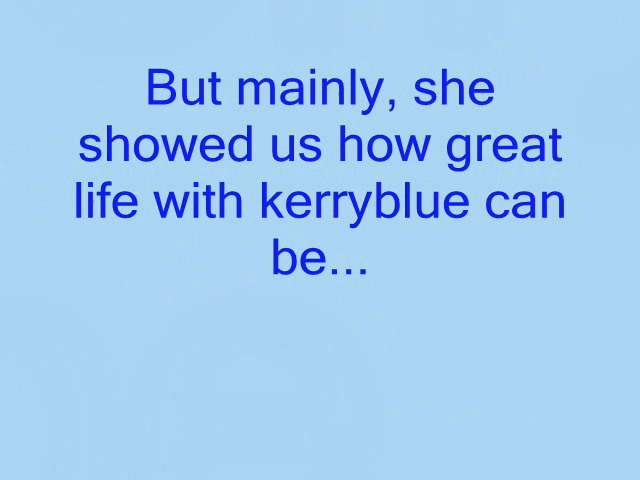 But mainly, she
showed us how great
life with kerryblue can
be...